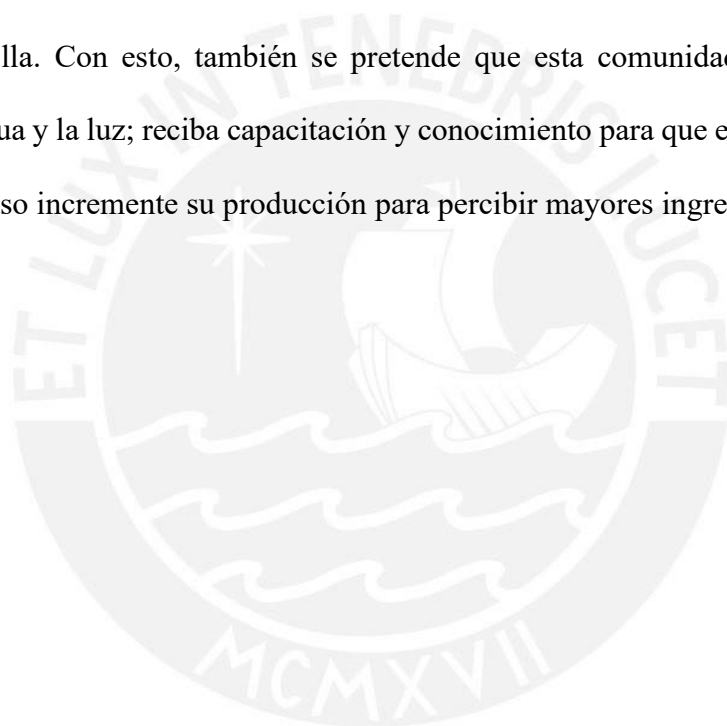 lla. Con esto, también se pretende que esta comunidad
ua y la luz; reciba capacitación y conocimiento para que e
so incremente su producción para percibir mayores ingre
ET LUX IN TENEBRIS LUCET
MCMXVII